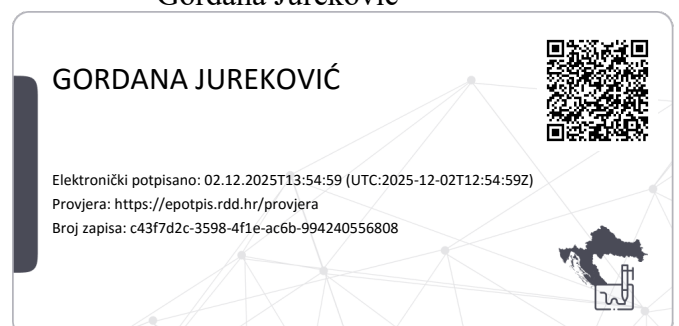 Gordana Jureković
GORDANA JUREKOVIĆ
Elektronički potpisano: 02.12.2025T13:54:59 (UTC:2025-12-02T12:54:59Z)
Provjera: https://epotpis.rdd.hr/provjera
Broj zapisa: c43f7d2c-3598-4f1e-ac6b-994240556808